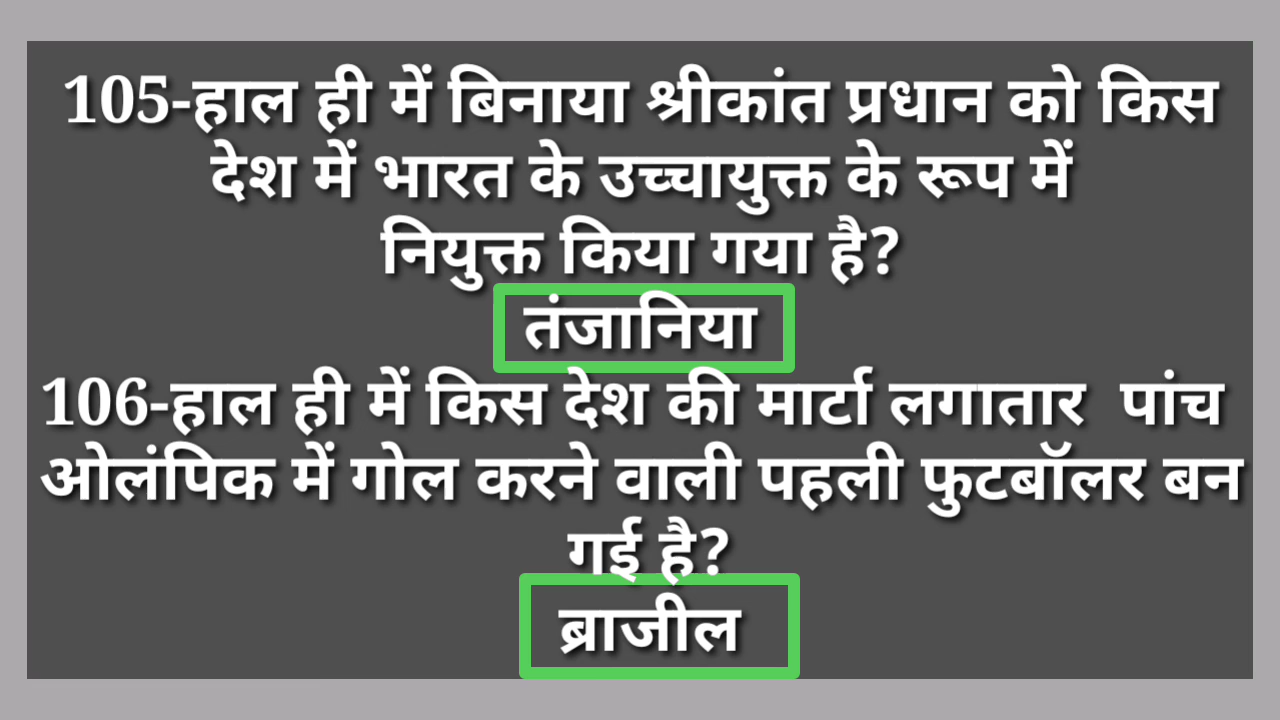 105-हाल ही में बिनाया श्रीकांत प्रधान को किस
देश में भारत के उच्चायुक्त के रूप में
नियुक्त किया गया है?
तंजानिया
106-हाल ही में किस देश की मार्टा लगातार पांच
ओलंपिक में गोल करने वाली पहली फुटबॉलर बन
गई है?
ब्राजील